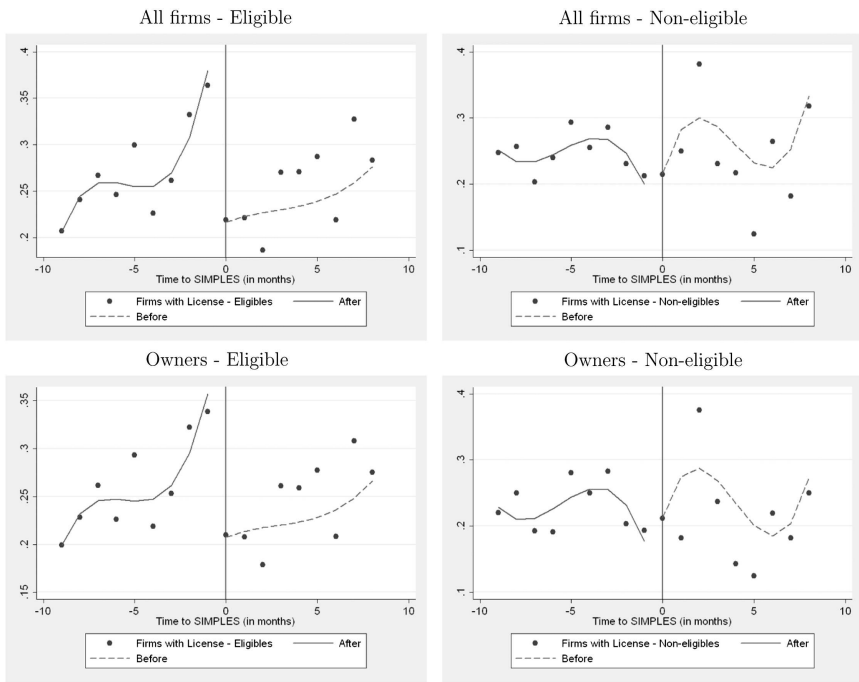 All firms - Eligible
.4
.35
.3
.25
.2
-10 -5 0 5 10
Time to SIMPLES (in months)
Firms with License - Eligibles After
Before
All firms - Non-eligible
.4
.3
.2
.1
-10 -5 0 5 10
Time to SIMPLES (in months)
Firms with License - Non-eligibles After
Before
Owners - Eligible
.35
.3
.25
.2
.15
-10 -5 0 5 10
Time to SIMPLES (in months)
Firms with License - Eligibles After
Before
Owners - Non-eligible
.4
.3
.2
.1
-10 -5 0 5 10
Time to SIMPLES (in months)
Firms with License - Non-eligibles After
Before